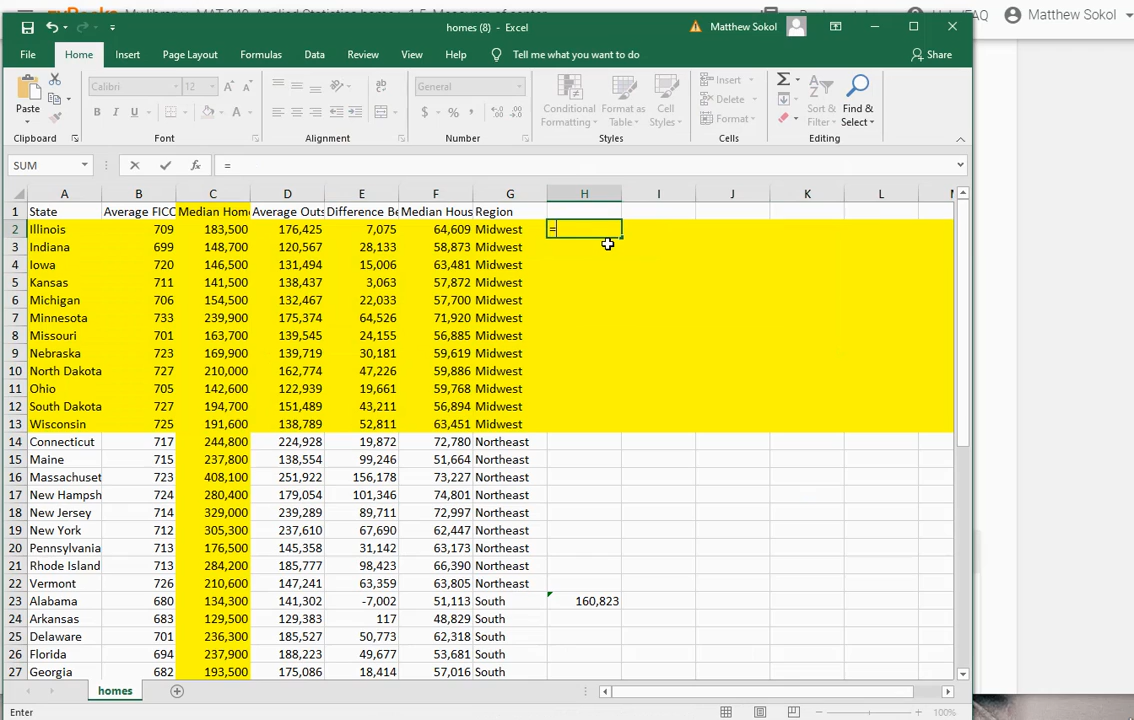 homes (8) - Excel
Matthew Sokol
Matthew Sokol
File Home Insert Page Layout Formulas Data Review View Help Tell me what you want to do Share
Paste
Calibri 12
General
Conditional Formatting
Format as Table
Cell Styles
Insert
Delete
Format
Sort & Filter
Find & Select
Clipboard Font Alignment Number Styles Cells Editing
SUM =
A B C D E F G H I J K L
1 State Average FICO Median Home Average Outs Difference Be Median Hous Region
2 Illinois 709 183,500 176,425 7,075 64,609 Midwest =
3 Indiana 699 148,700 120,567 28,133 58,873 Midwest
4 Iowa 720 146,500 131,494 15,006 63,481 Midwest
5 Kansas 711 141,500 138,437 3,063 57,872 Midwest
6 Michigan 706 154,500 132,467 22,033 57,700 Midwest
7 Minnesota 733 239,900 175,374 64,526 71,920 Midwest
8 Missouri 701 163,700 139,545 24,155 56,885 Midwest
9 Nebraska 723 169,900 139,719 30,181 59,619 Midwest
10 North Dakota 727 210,000 162,774 47,226 59,886 Midwest
11 Ohio 705 142,600 122,939 19,661 59,768 Midwest
12 South Dakota 727 194,700 151,489 43,211 56,894 Midwest
13 Wisconsin 725 191,600 138,789 52,811 63,451 Midwest
14 Connecticut 717 244,800 224,928 19,872 72,780 Northeast
15 Maine 715 237,800 138,554 99,246 51,664 Northeast
16 Massachuset 723 408,100 251,922 156,178 73,227 Northeast
17 New Hampsh 724 280,400 179,054 101,346 74,801 Northeast
18 New Jersey 714 329,000 239,289 89,711 72,997 Northeast
19 New York 712 305,300 237,610 67,690 62,447 Northeast
20 Pennsylvania 713 176,500 145,358 31,142 63,173 Northeast
21 Rhode Island 713 284,200 185,777 98,423 66,390 Northeast
22 Vermont 726 210,600 147,241 63,359 63,805 Northeast
23 Alabama 680 134,300 141,302 -7,002 51,113 South 160,823
24 Arkansas 683 129,500 129,383 117 48,829 South
25 Delaware 701 236,300 185,527 50,773 62,318 South
26 Florida 694 237,900 188,223 49,677 53,681 South
27 Georgia 682 193,500 175,086 18,414 57,016 South
homes
Enter 100%